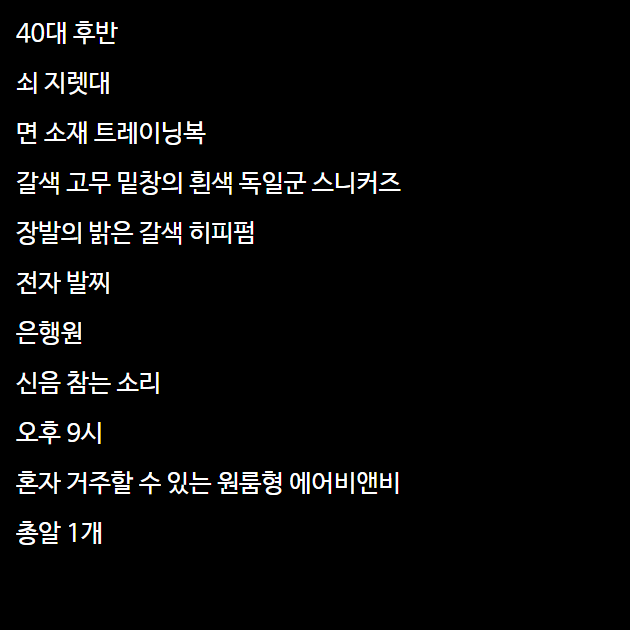 40대 후반
쇠 지렛대
면 소재 트레이닝복
갈색 고무 밑창의 흰색 독일군 스니커즈
장발의 밝은 갈색 히피펌
전자 발찌
은행원
신음 참는 소리
오후 9시
혼자 거주할 수 있는 원룸형 에어비앤비
총알 1개